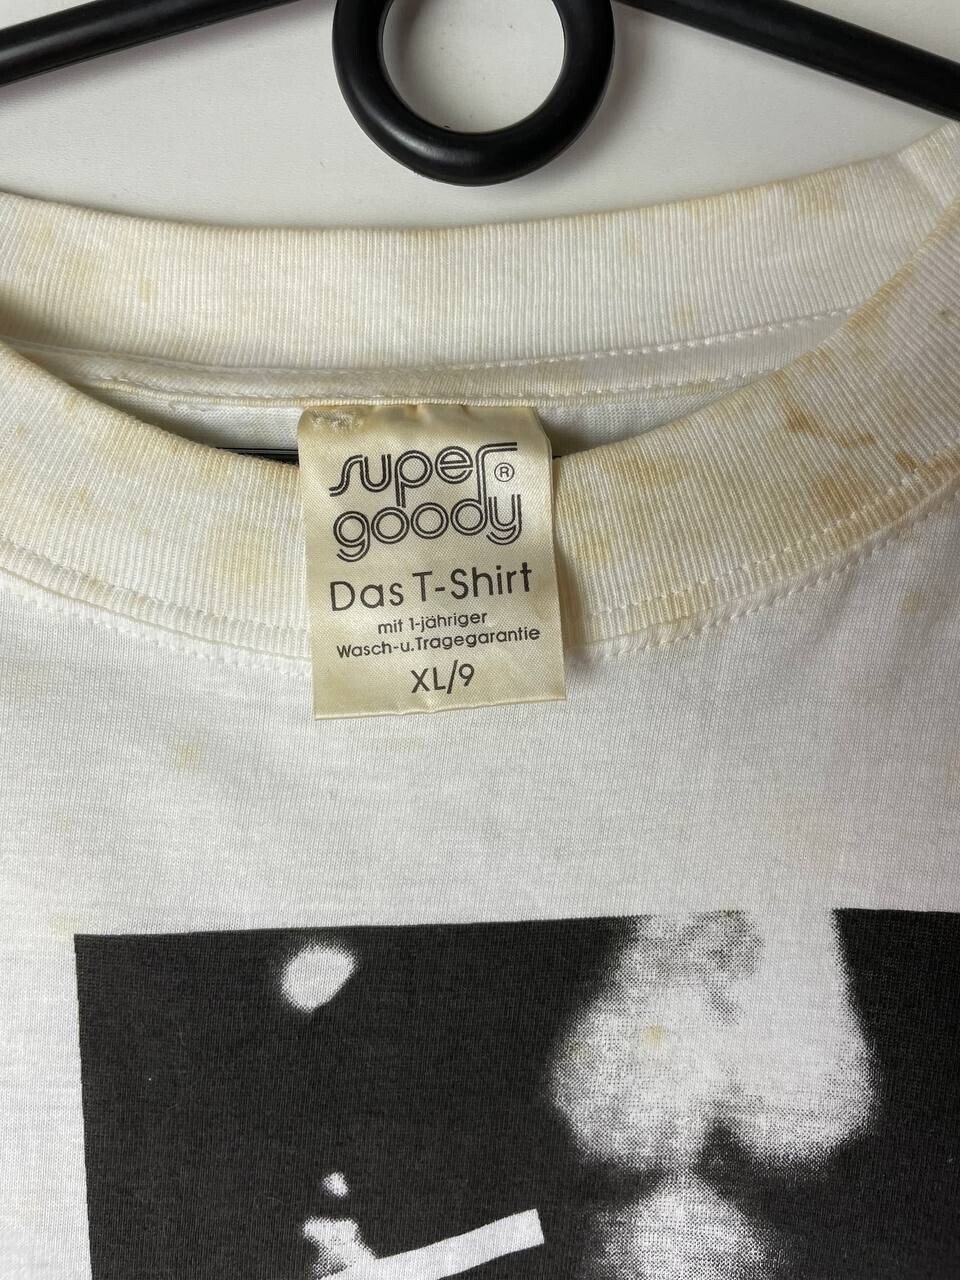 super®
goody
Das T-Shirt
mit 1-jähriger
Wasch-u.Tragegarantie
XL/9